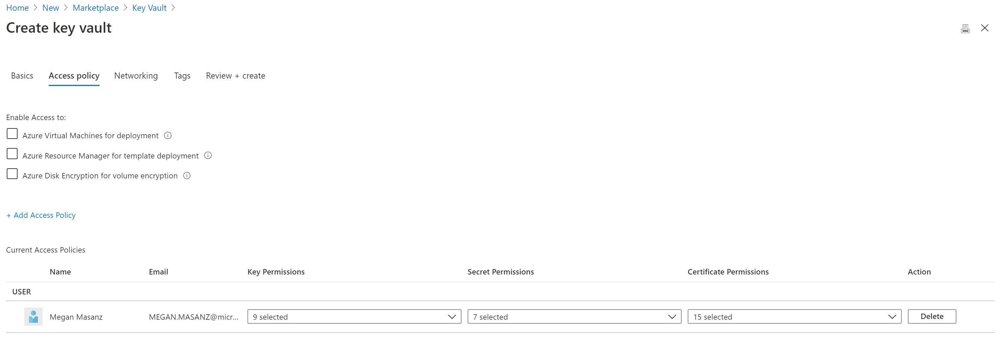 Home > New > Marketplace > Key Vault >
Create key vault
Basics Access policy Networking Tags Review + create
Enable Access to:
Azure Virtual Machines for deployment
Azure Resource Manager for template deployment
Azure Disk Encryption for volume encryption
+ Add Access Policy
Current Access Policies
Name Email Key Permissions Secret Permissions Certificate Permissions Action
USER
Megan Masanz MEGAN.MASANZ@micr... 9 selected 7 selected 15 selected Delete